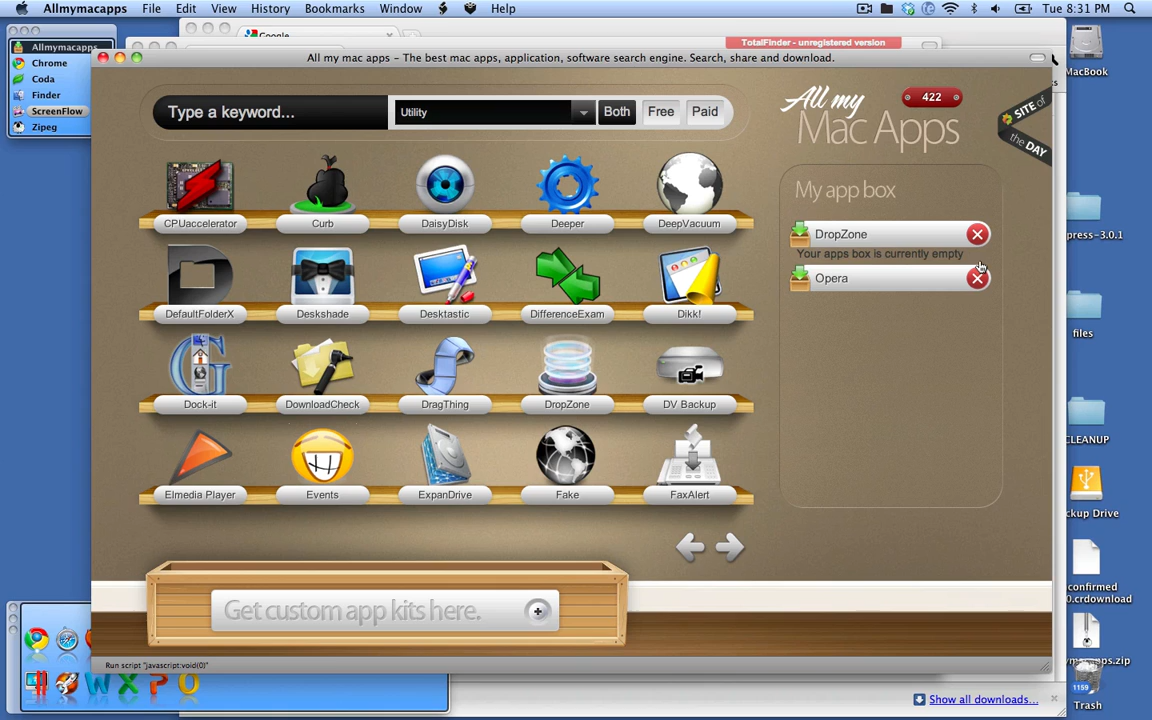 Allmymacapps File Edit View History Bookmarks Window Help Tue 8:31 PM
Google
TotalFinder - unregistered version
All my mac apps – The best mac apps, application, software search engine. Search, share and download.
Allmymacapps
Chrome
Coda
Finder
ScreenFlow
Zipeg
MacBook
Type a keyword... Utility Both Free Paid
All my 422
Mac Apps
SITE of
the DAY
My app box
DropZone
Your apps box is currently empty
Opera
CPUaccelerator Curb DaisyDisk Deeper DeepVacuum
DefaultFolderX Deskshade Desktastic DifferenceExam Dikk!
Dock-it DownloadCheck DragThing DropZone DV Backup
Elmedia Player Events ExpanDrive Fake FaxAlert
Get custom app kits here.
Run script "javascript:void(0)"
press-3.0.1
files
CLEANUP
ckup Drive
confirmed
0.crdownload
ymacapps.zip
1159
Trash
Show all downloads...